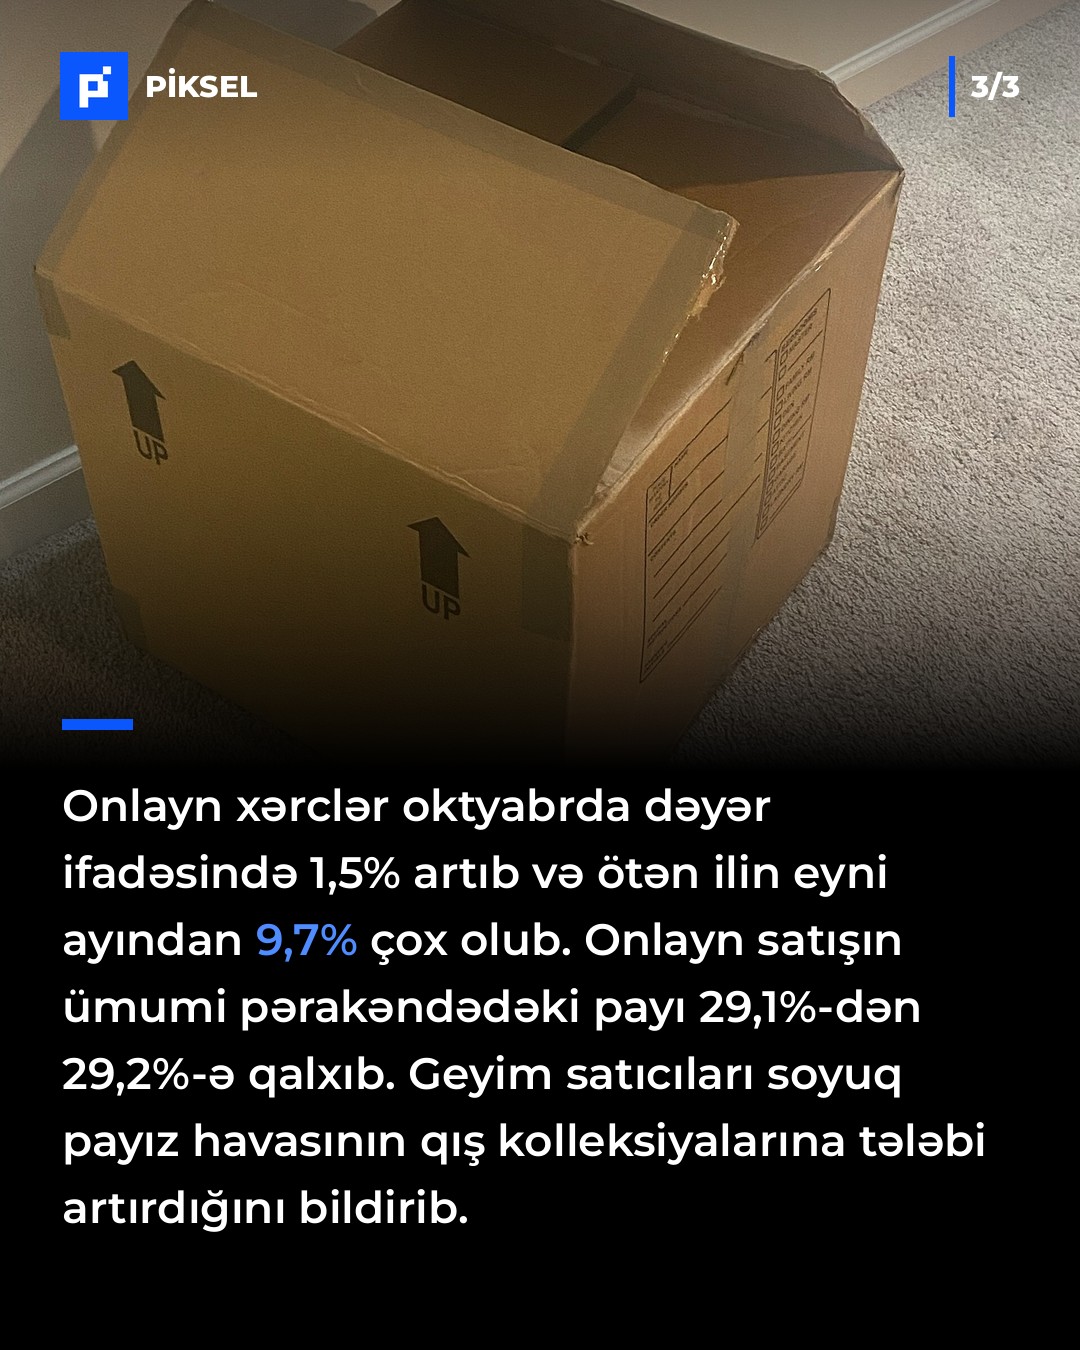 PİKSEL
3/3
UP
UP
Onlayn xərclər oktyabrda dəyər
ifadəsində 1,5% artıb və ötən ilin eyni
ayından 9,7% çox olub. Onlayn satışın
ümumi pərakəndədəki payı 29,1%-dən
29,2%-ə qalxıb. Geyim satıcıları soyuq
payız havasının qış kolleksiyalarına tələbi
artırdığını bildirib.